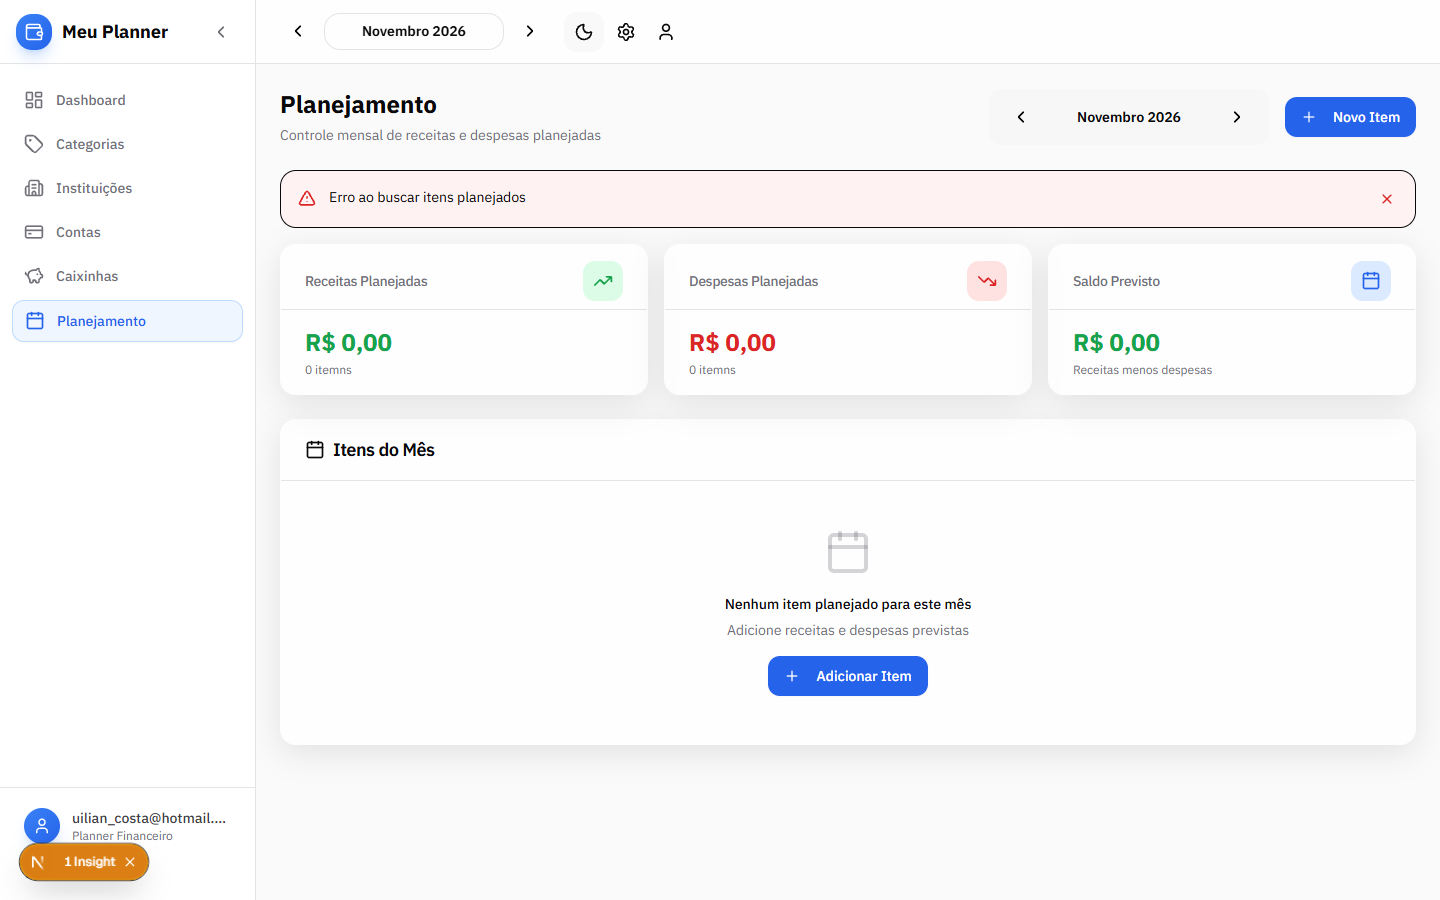 Meu Planner
Novembro 2026
Dashboard
Categorias
Instituições
Contas
Caixinhas
Planejamento
Planejamento
Controle mensal de receitas e despesas planejadas
Novembro 2026
Novo Item
Erro ao buscar itens planejados
Receitas Planejadas
R$ 0,00
0 itemns
Despesas Planejadas
R$ 0,00
0 itemns
Saldo Previsto
R$ 0,00
Receitas menos despesas
Itens do Mês
Nenhum item planejado para este mês
Adicione receitas e despesas previstas
Adicionar Item
uilian_costa@hotmail....
Planner Financeiro
N 1 Insight